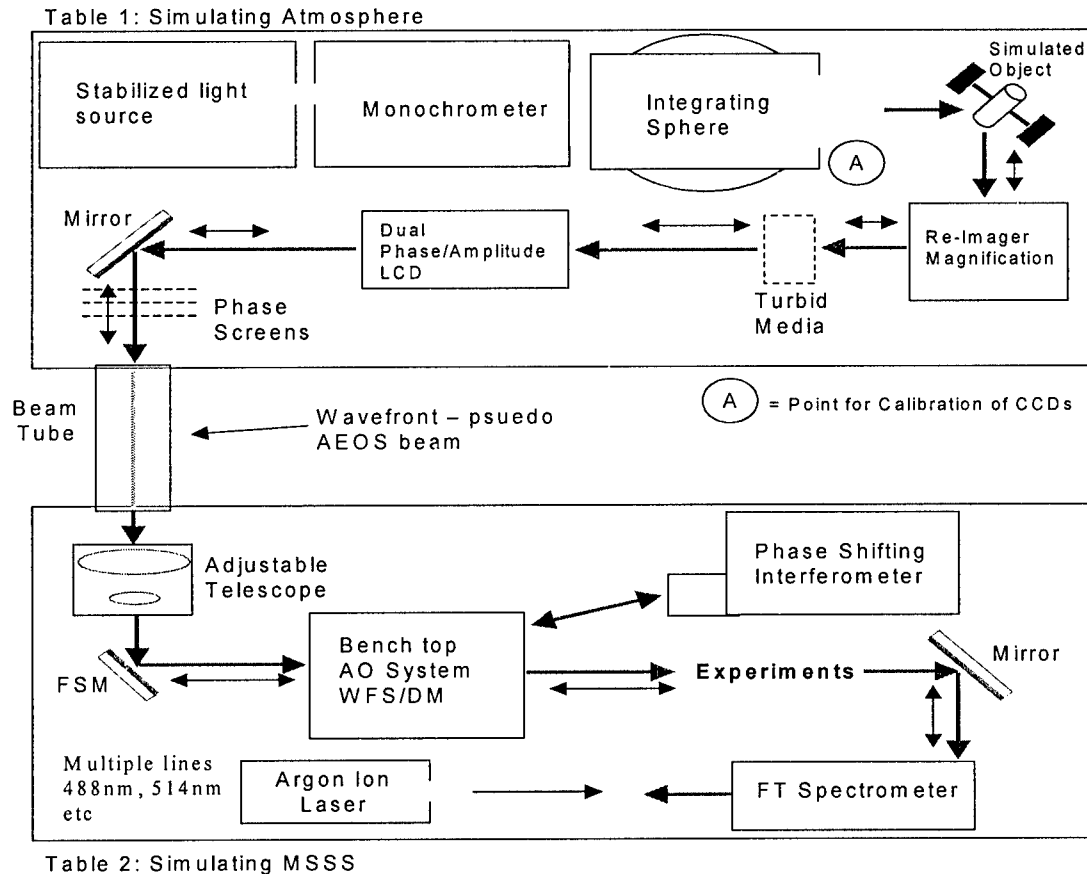 Table 1: Simulating Atmosphere
Stabilized light
source
Monochrometer
Integrating
Sphere
Simulated
Object
A
Mirror
Dual
Phase/Amplitude
LCD
Re-Imager
Magnification
Turbid
Media
Phase
Screens
Beam
Tube
Wavefront – psuedo
AEOS beam
A = Point for Calibration of CCDs
Adjustable
Telescope
Phase Shifting
Interferometer
FSM
Bench top
AO System
WFS/DM
Experiments
Mirror
Multiple lines
488nm, 514nm
etc
Argon Ion
Laser
FT Spectrometer
Table 2: Simulating MSSS